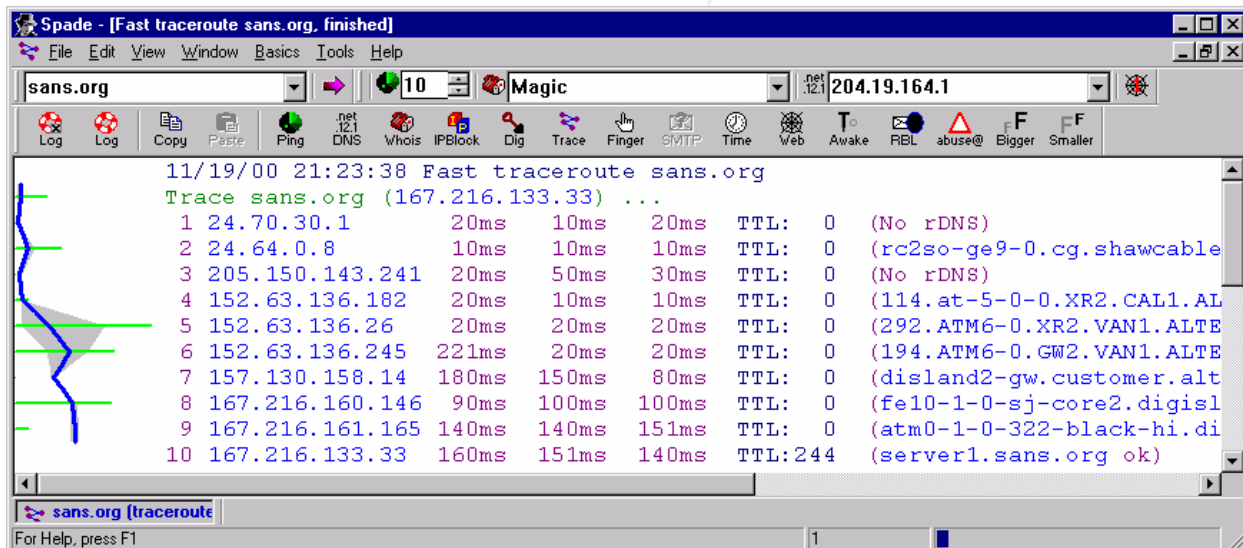 Spade - [Fast traceroute sans.org, finished]
File Edit View Window Basics Tools Help
sans.org 10 Magic .net 12.1 204.19.164.1
Log Log Copy Paste Ping DNS Whois IPBlock Dig Trace Finger SMTP Time Web Awake RBL abuse@ Bigger Smaller
11/19/00 21:23:38 Fast traceroute sans.org
Trace sans.org (167.216.133.33) ...
1 24.70.30.1 20ms 10ms 20ms TTL: 0 (No rDNS)
2 24.64.0.8 10ms 10ms 10ms TTL: 0 (rc2so-ge9-0.cg.shawcable
3 205.150.143.241 20ms 50ms 30ms TTL: 0 (No rDNS)
4 152.63.136.182 20ms 10ms 10ms TTL: 0 (114.at-5-0-0.XR2.CAL1.AL
5 152.63.136.26 20ms 20ms 20ms TTL: 0 (292.ATM6-0.XR2.VAN1.ALTE
6 152.63.136.245 221ms 20ms 20ms TTL: 0 (194.ATM6-0.GW2.VAN1.ALTE
7 157.130.158.14 180ms 150ms 80ms TTL: 0 (disland2-gw.customer.alt
8 167.216.160.146 90ms 100ms 100ms TTL: 0 (fe10-1-0-sj-core2.digisl
9 167.216.161.165 140ms 140ms 151ms TTL: 0 (atm0-1-0-322-black-hi.di
10 167.216.133.33 160ms 151ms 140ms TTL:244 (server1.sans.org ok)
sans.org (traceroute
For Help, press F1 1